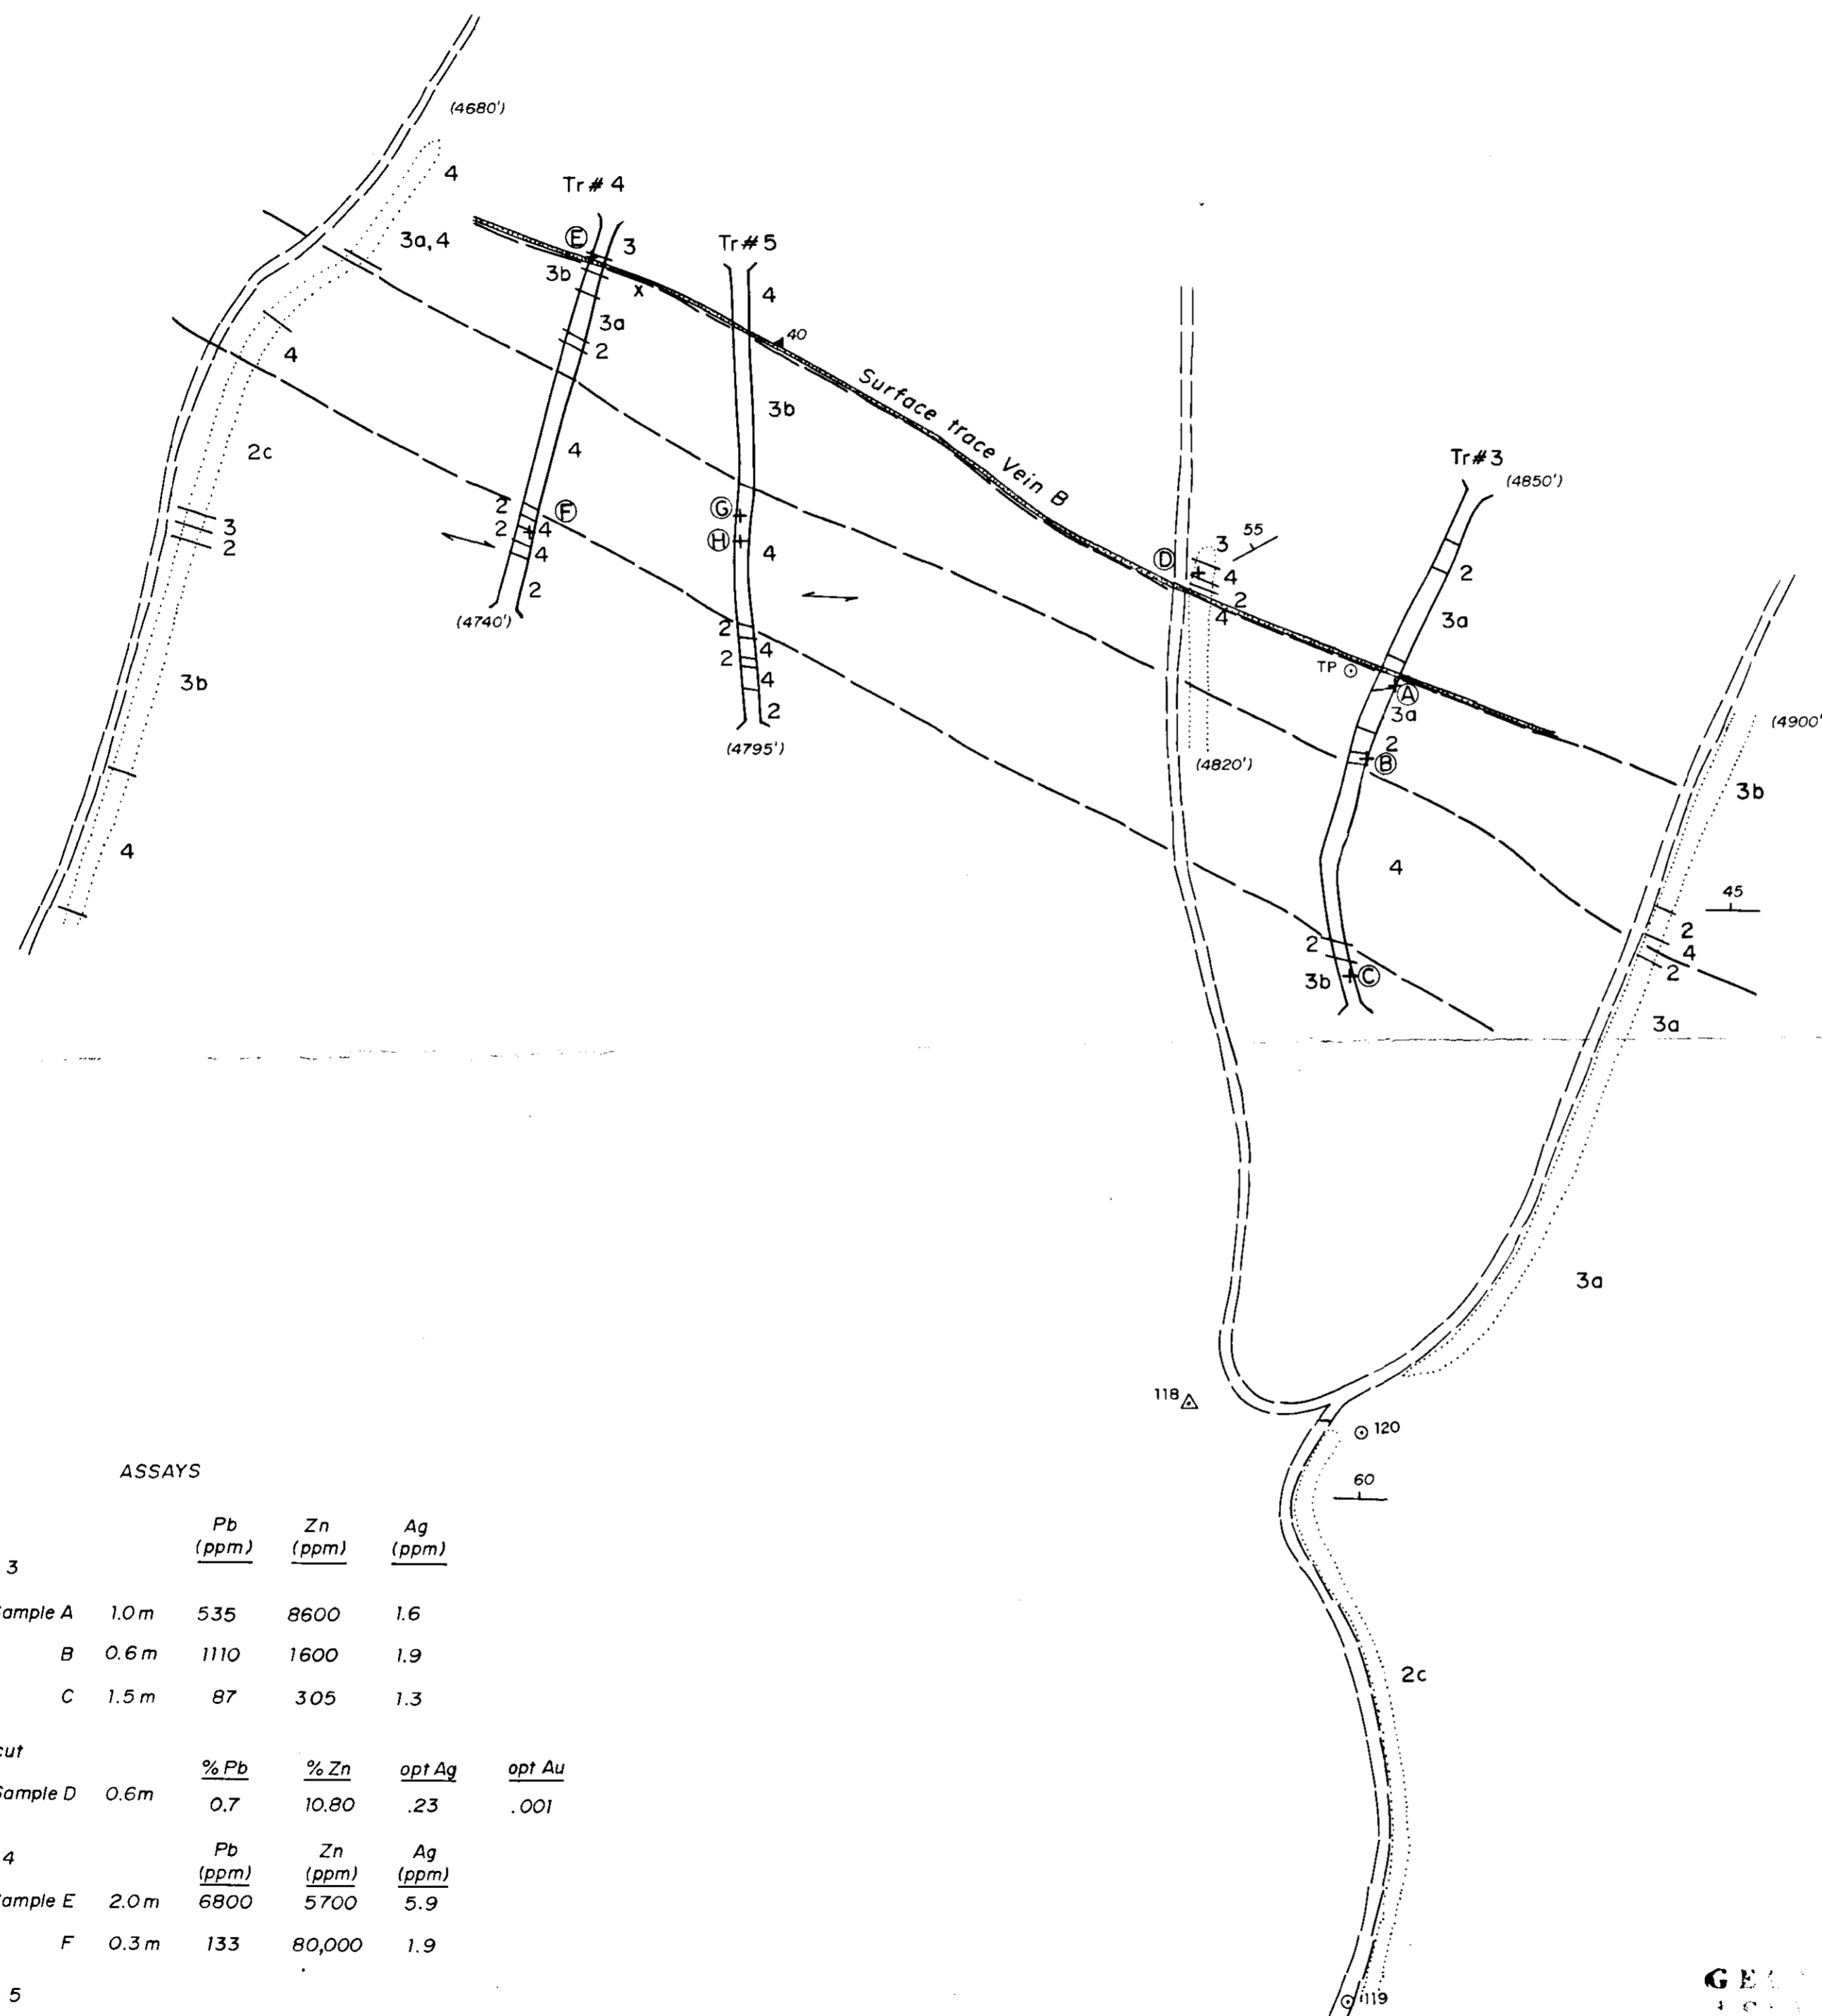 (4680')
4
Tr # 4
3a, 4
E
3
Tr # 5
3b
4
3a
40
4
2
3b
Surface trace Vein B
2c
4
Tr # 3
(4850')
2
F
G
3
2
4
H
4
55
2
4
D
3
4
2
2
2
4
3a
(4740')
2
4
TP
3b
2
4
A
4
3a
2
(4795')
(4820')
2
B
(4900')
3b
4
4
45
2
2
4
3b
C
2
3a
3a
118
120
60
2c
119
ASSAYS
Pb Zn Ag
(ppm) (ppm) (ppm)
3
ample A 1.0 m 535 8600 1.6
B 0.6 m 1110 1600 1.9
C 1.5 m 87 305 1.3
cut
% Pb % Zn opt Ag opt Au
Sample D 0.6m 0.7 10.80 .23 .001
4
Pb Zn Ag
(ppm) (ppm) (ppm)
ample E 2.0 m 6800 5700 5.9
F 0.3 m 133 80,000 1.9
5
G E